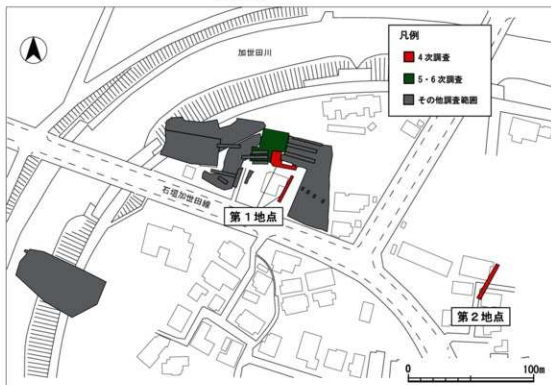 凡例
4次調査
5・6次調査
その他調査範囲
加世田川
石垣加世田線
第1地点
第2地点
0
100m